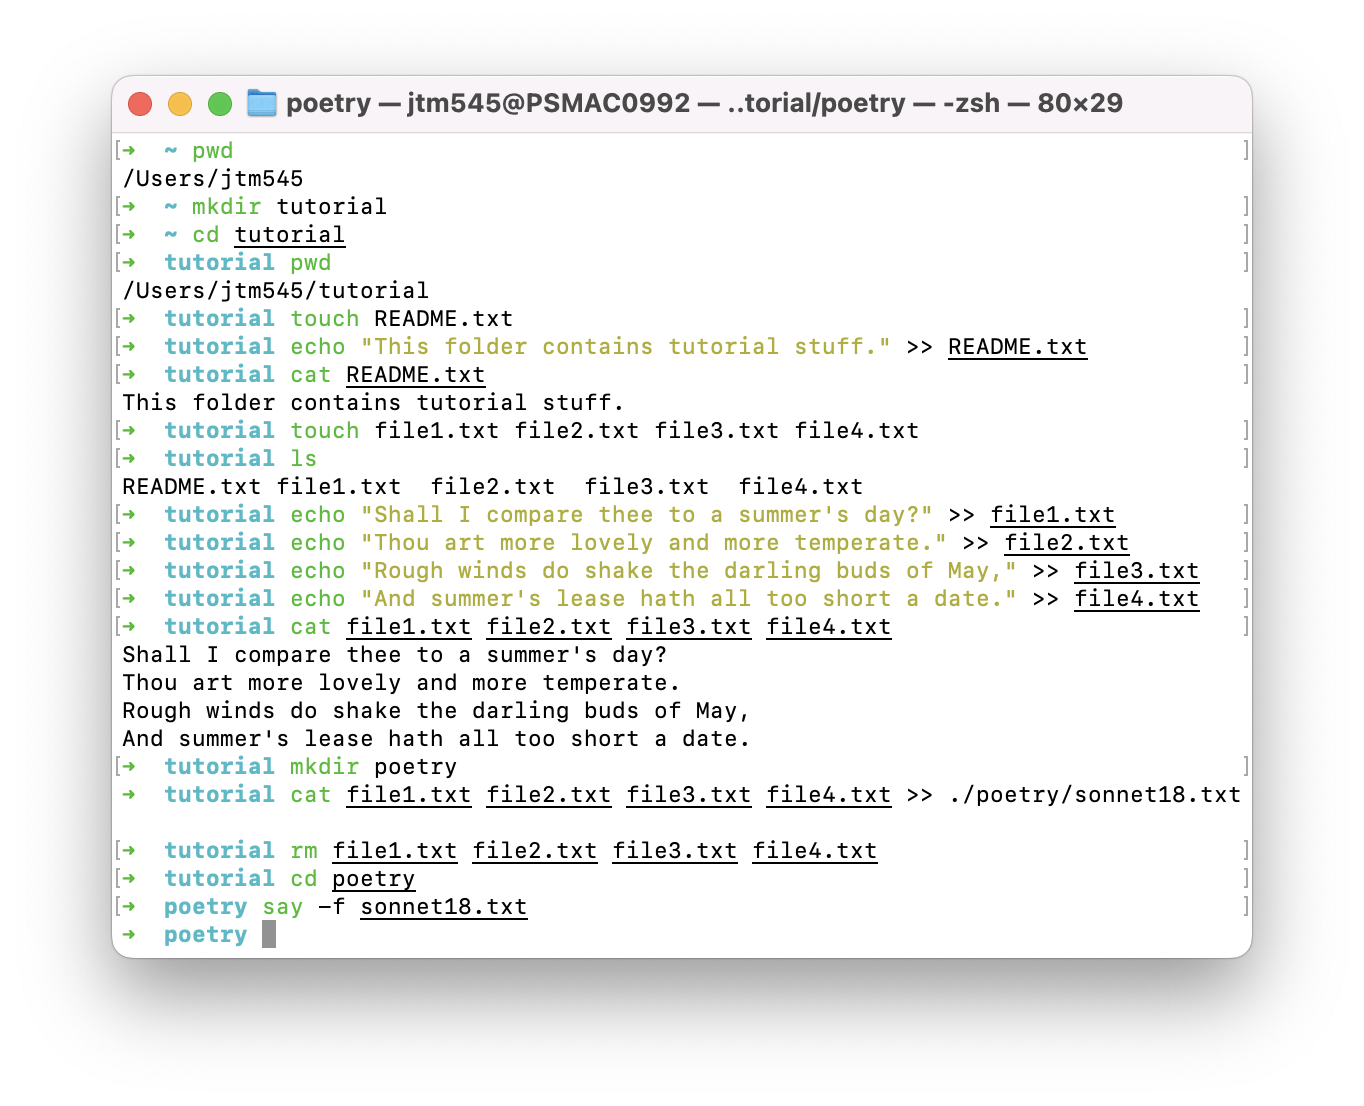 poetry — jtm545@PSMAC0992 — ..torial/poetry — -zsh — 80×29
[➜  ~ pwd ]
/Users/jtm545
[➜  ~ mkdir tutorial ]
[➜  ~ cd tutorial ]
[➜  tutorial pwd ]
/Users/jtm545/tutorial
[➜  tutorial touch README.txt ]
[➜  tutorial echo "This folder contains tutorial stuff." >> README.txt ]
[➜  tutorial cat README.txt ]
This folder contains tutorial stuff.
[➜  tutorial touch file1.txt file2.txt file3.txt file4.txt ]
[➜  tutorial ls ]
README.txt file1.txt  file2.txt  file3.txt  file4.txt
[➜  tutorial echo "Shall I compare thee to a summer's day?" >> file1.txt ]
[➜  tutorial echo "Thou art more lovely and more temperate." >> file2.txt ]
[➜  tutorial echo "Rough winds do shake the darling buds of May," >> file3.txt ]
[➜  tutorial echo "And summer's lease hath all too short a date." >> file4.txt ]
[➜  tutorial cat file1.txt file2.txt file3.txt file4.txt ]
Shall I compare thee to a summer's day?
Thou art more lovely and more temperate.
Rough winds do shake the darling buds of May,
And summer's lease hath all too short a date.
[➜  tutorial mkdir poetry ]
➜  tutorial cat file1.txt file2.txt file3.txt file4.txt >> ./poetry/sonnet18.txt
[➜  tutorial rm file1.txt file2.txt file3.txt file4.txt ]
[➜  tutorial cd poetry ]
[➜  poetry say -f sonnet18.txt ]
➜  poetry